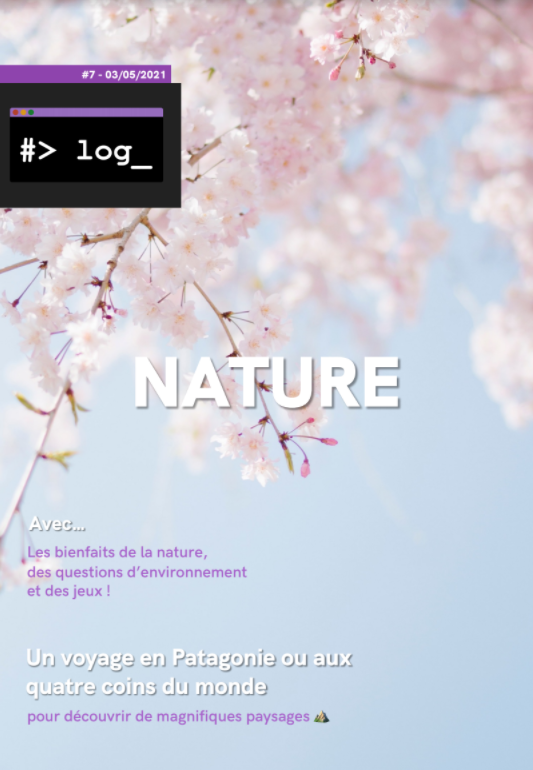 #7 - 03/05/2021
#> log_
NATURE
Avec...
Les bienfaits de la nature,
des questions d’environnement
et des jeux !
Un voyage en Patagonie ou aux
quatre coins du monde
pour découvrir de magnifiques paysages 🏕️